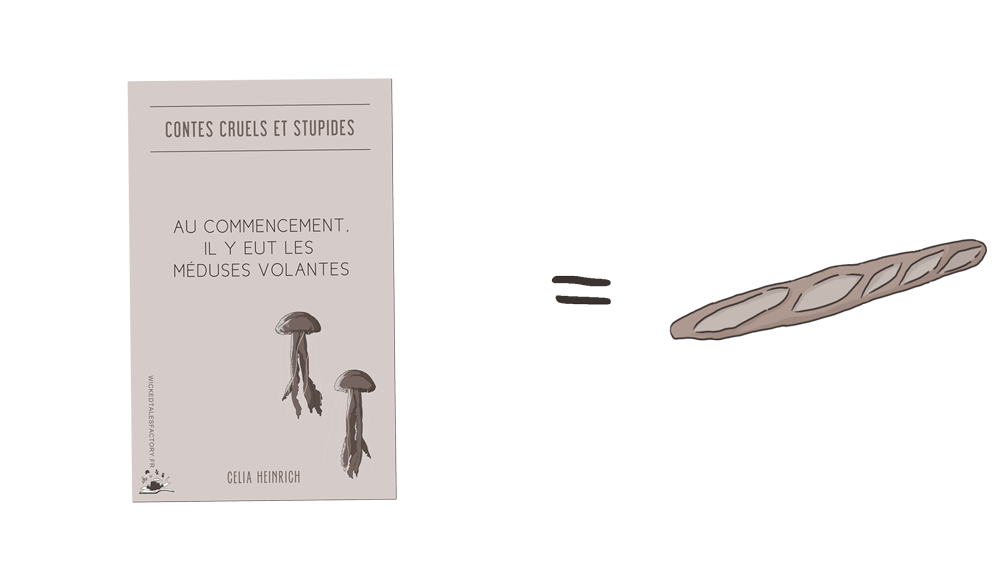 CONTES CRUELS ET STUPIDES
AU COMMENCEMENT,
IL Y EUT LES
MÉDUSES VOLANTES
WICKEDTALESFACTORY.FR
CELIA HEINRICH
=